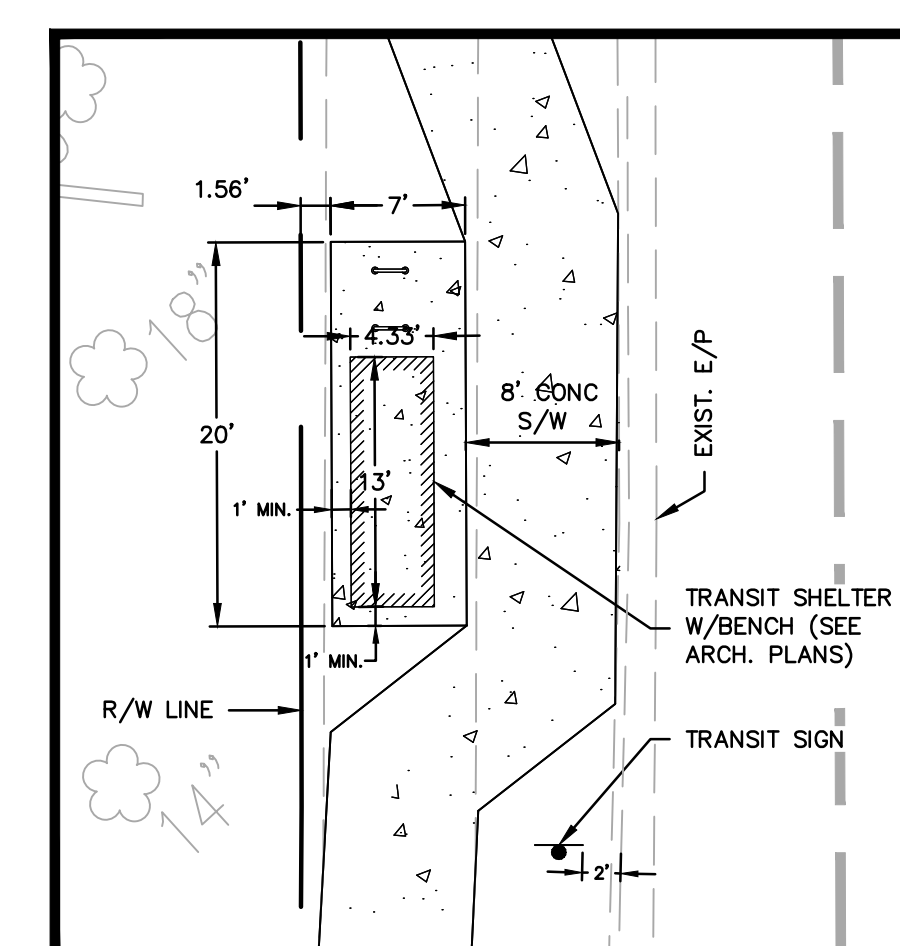 1.56'
7'
18"
4.33'
EXIST. E/P
8' CONC
S/W
20'
13'
1' MIN.
TRANSIT SHELTER
W/BENCH (SEE
ARCH. PLANS)
1' MIN.
R/W LINE
TRANSIT SIGN
14"
2'